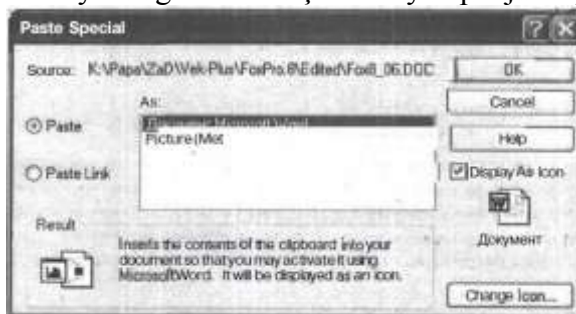 Paste Special
Source: K:\Papa\ZaD\Wek-Plus\FoxPro.8\Edited\Fox8_06.DOC
OK
As:
Cancel
Paste
Picture (Met
Help
Paste Link
Display As Icon
Result
Документ
Inserts the contents of the clipboard into your
document so that you may activate it using
MicrosoftWord. It will be displayed as an icon.
Change Icon...